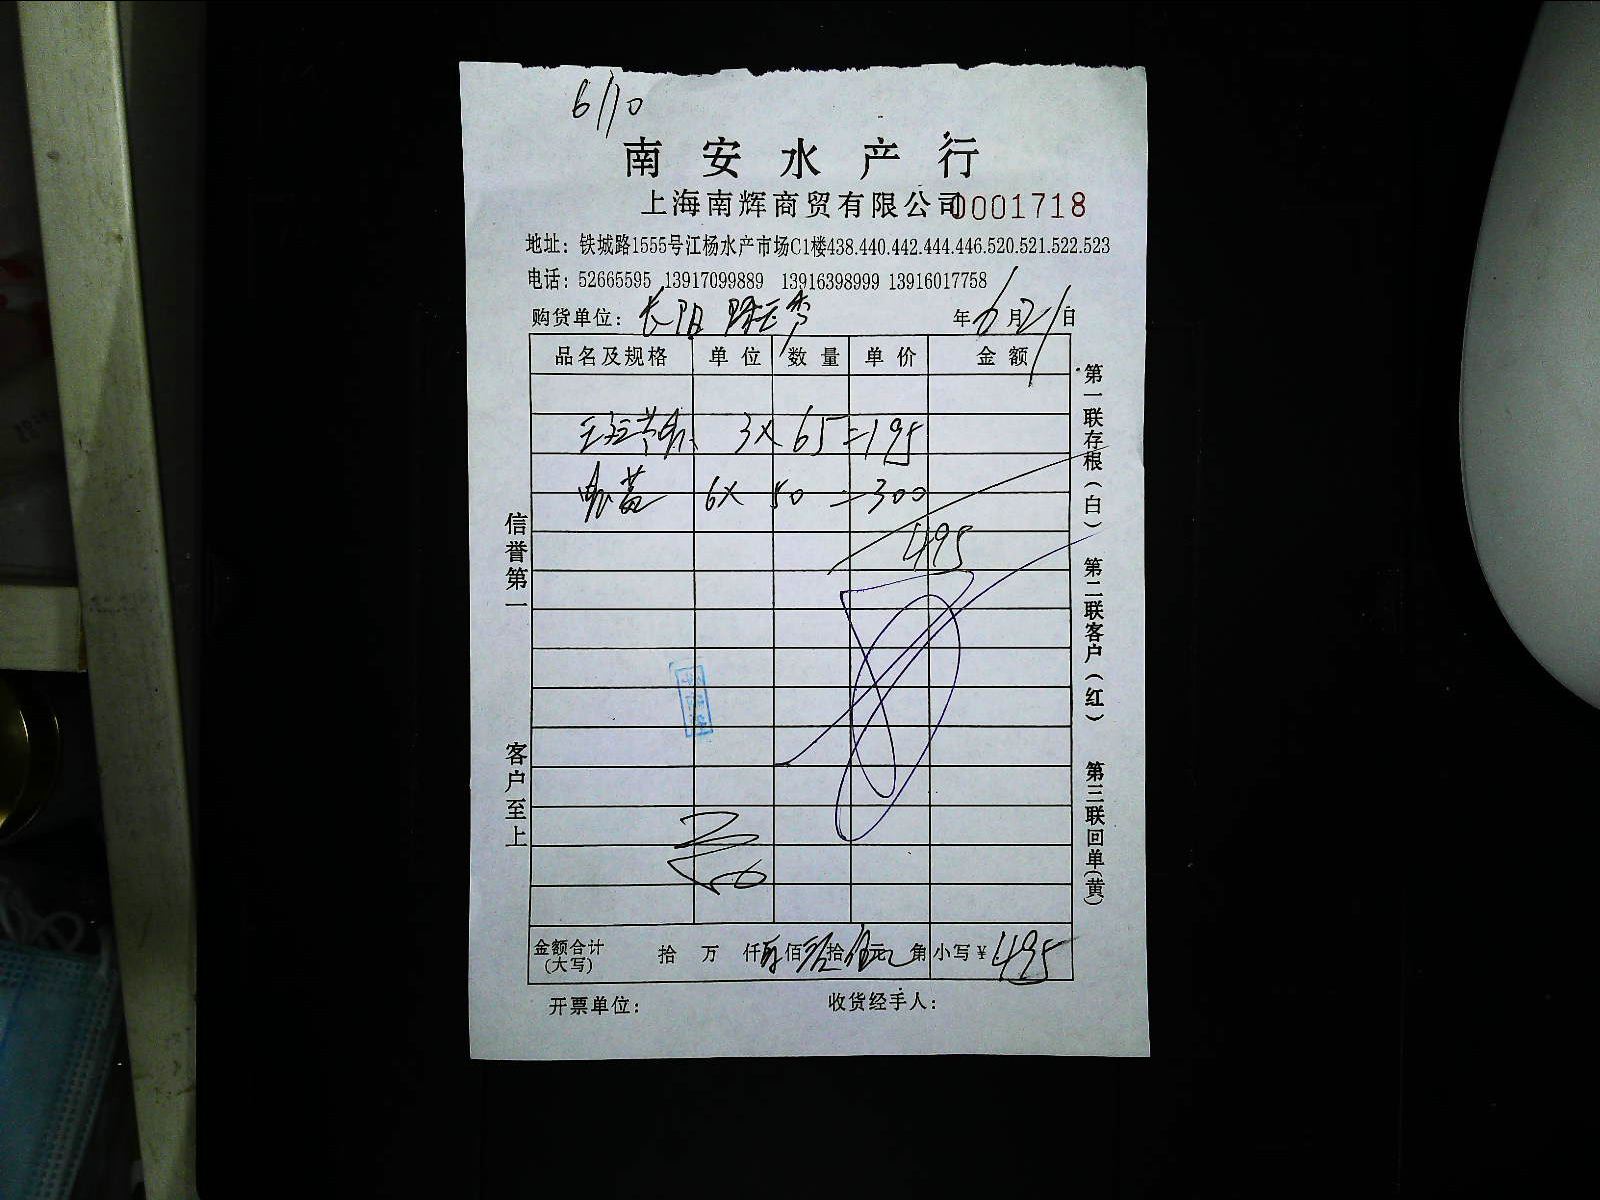 6/10
南安水产行
上海南辉商贸有限公司 0001718
地址：铁城路1555号江杨水产市场C1楼438.440.442.444.446.520.521.522.523
电话：52665595 13917099889 13916398999 13916017758
购货单位：长阳 年6月21日
品名及规格 单位 数量 单价 金额
3X 65=195
6X 50=300
495
信誉第一
客户至上
第一联存根（白） 第二联客户（红） 第三联回单（黄）
金额合计（大写） 拾 万 仟 佰 拾 元 角 小写¥495
开票单位： 收货经手人：